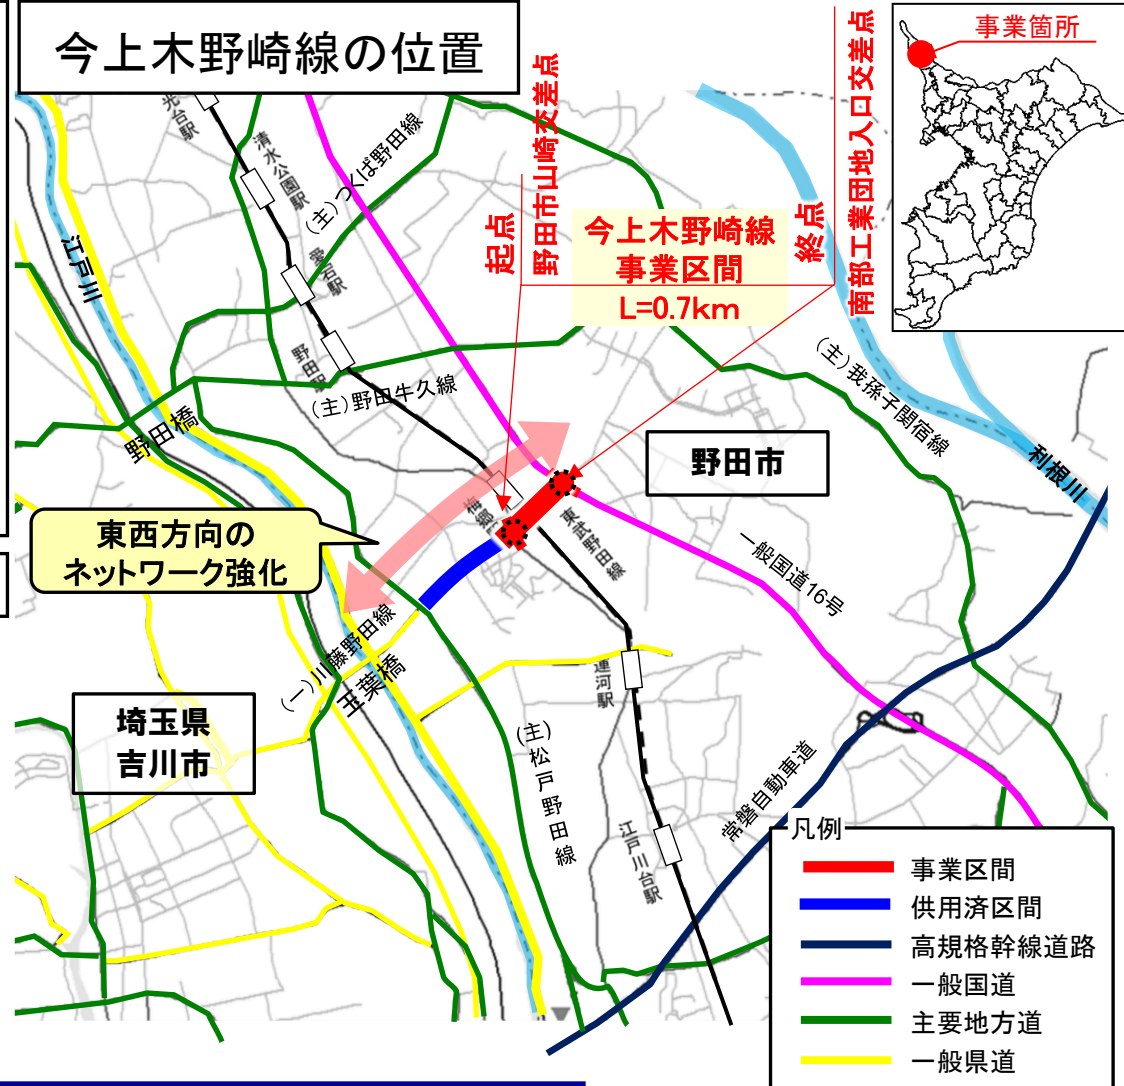 今上木野崎線の位置
事業箇所
光台駅
清水公園駅
(主)つくば野田線
愛宕駅
江戸川
起点
野田市山崎交差点
今上木野崎線
事業区間
L=0.7km
終点
南部工業団地入口交差点
野田駅
(主)野田牛久線
(主)我孫子関宿線
野田橋
野田市
利根川
梅郷
東武野田線
東西方向の
ネットワーク強化
一般国道16号
(一)川藤野田線
玉葉橋
運河駅
埼玉県
吉川市
(主)松戸野田線
常磐自動車道
江戸川台駅
凡例
事業区間
供用済区間
高規格幹線道路
一般国道
主要地方道
一般県道